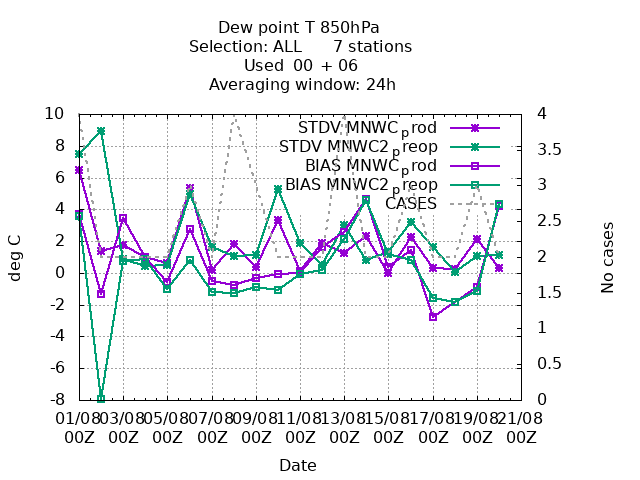 Dew point T 850hPa
Selection: ALL 7 stations
Used 00 + 06
Averaging window: 24h
10 4
STDV MNWC_prod
8 3.5
STDV MNWC2_preop
BIAS MNWC_prod
6 3
BIAS MNWC2_preop
CASES
4 2.5
2 2
0 1.5
-2 1
-4 0.5
-6 0
-8
deg C
No cases
01/08 03/08 05/08 07/08 09/08 11/08 13/08 15/08 17/08 19/08 21/08
00Z 00Z 00Z 00Z 00Z 00Z 00Z 00Z 00Z 00Z 00Z
Date